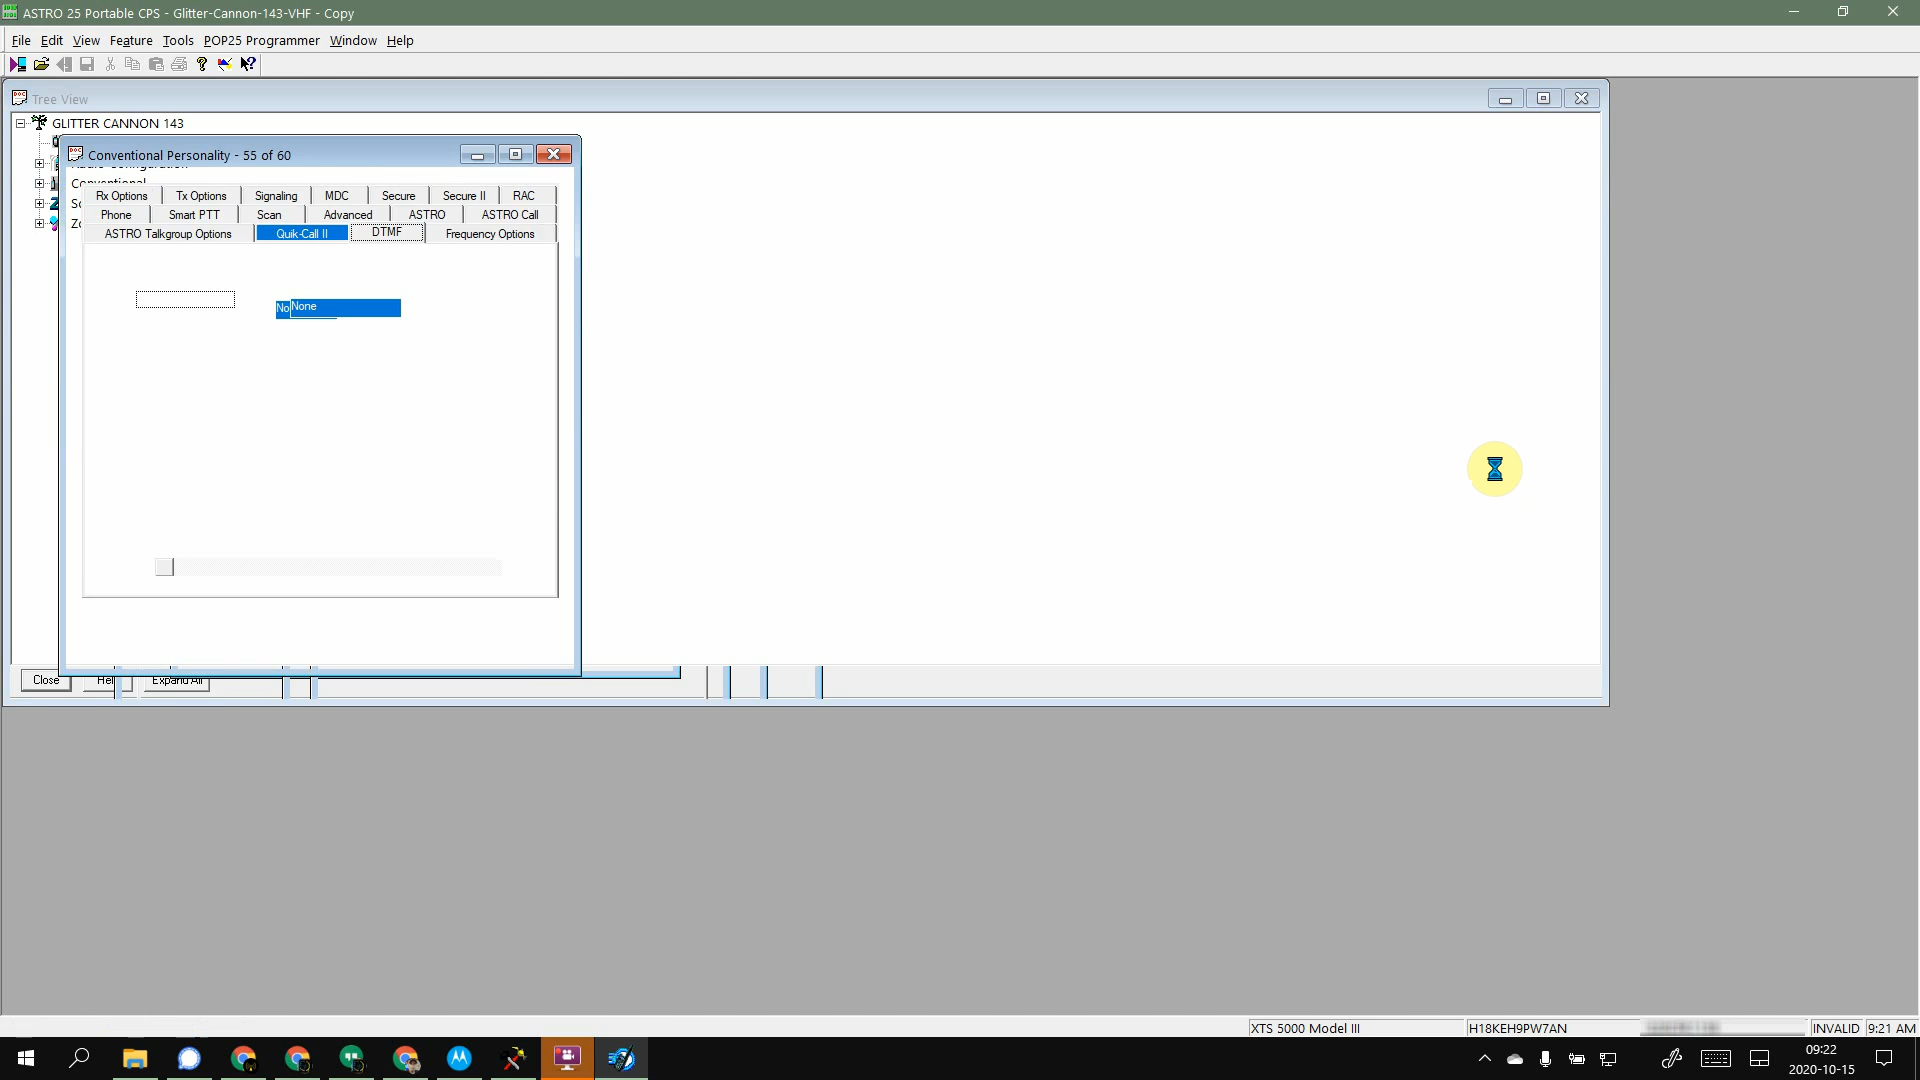 ASTRO 25 Portable CPS - Glitter-Cannon-143-VHF - Copy
File Edit View Feature Tools POP25 Programmer Window Help
Tree View
GLITTER CANNON 143
Conventional Personality - 55 of 60
Conventional
Rx Options Tx Options Signaling MDC Secure Secure II RAC
Phone Smart PTT Scan Advanced ASTRO ASTRO Call
ASTRO Talkgroup Options Quik-Call II DTMF Frequency Options
No None
Close Hel Expand All
XTS 5000 Model III H18KEH9PW7AN INVALID 9:21 AM
09:22
2020-10-15